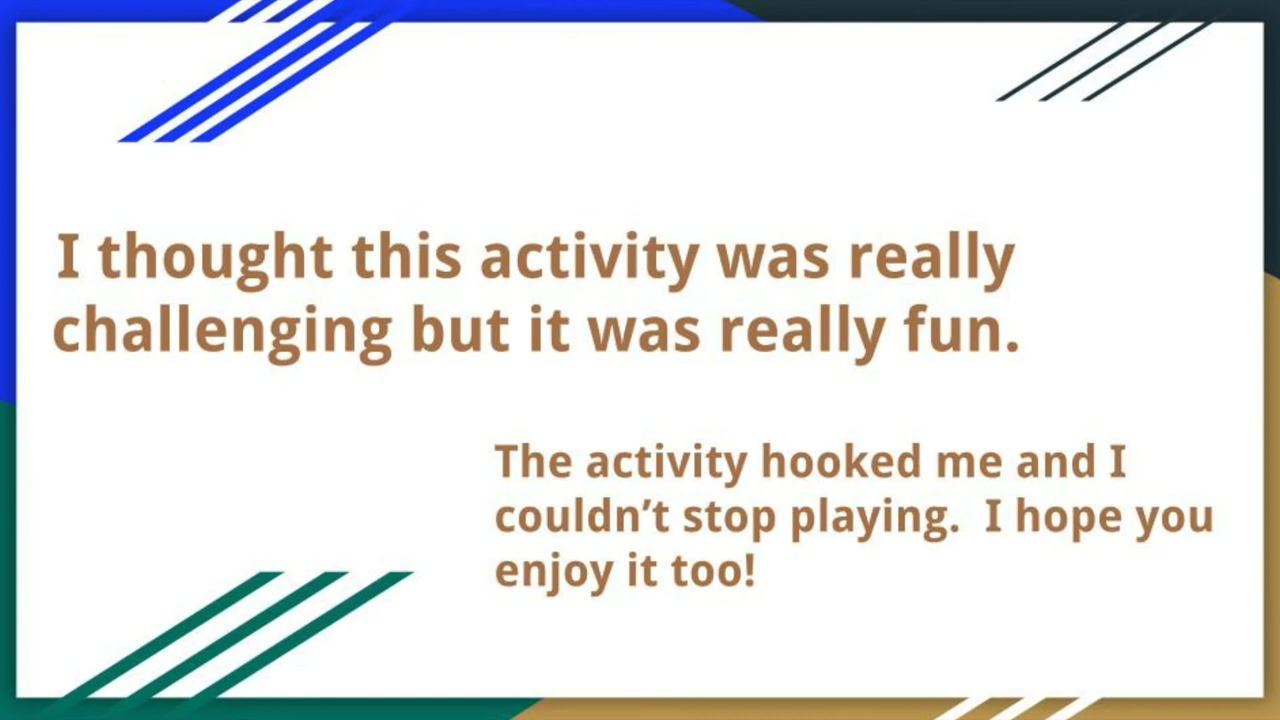 I thought this activity was really
challenging but it was really fun.
The activity hooked me and I
couldn’t stop playing.  I hope you
enjoy it too!